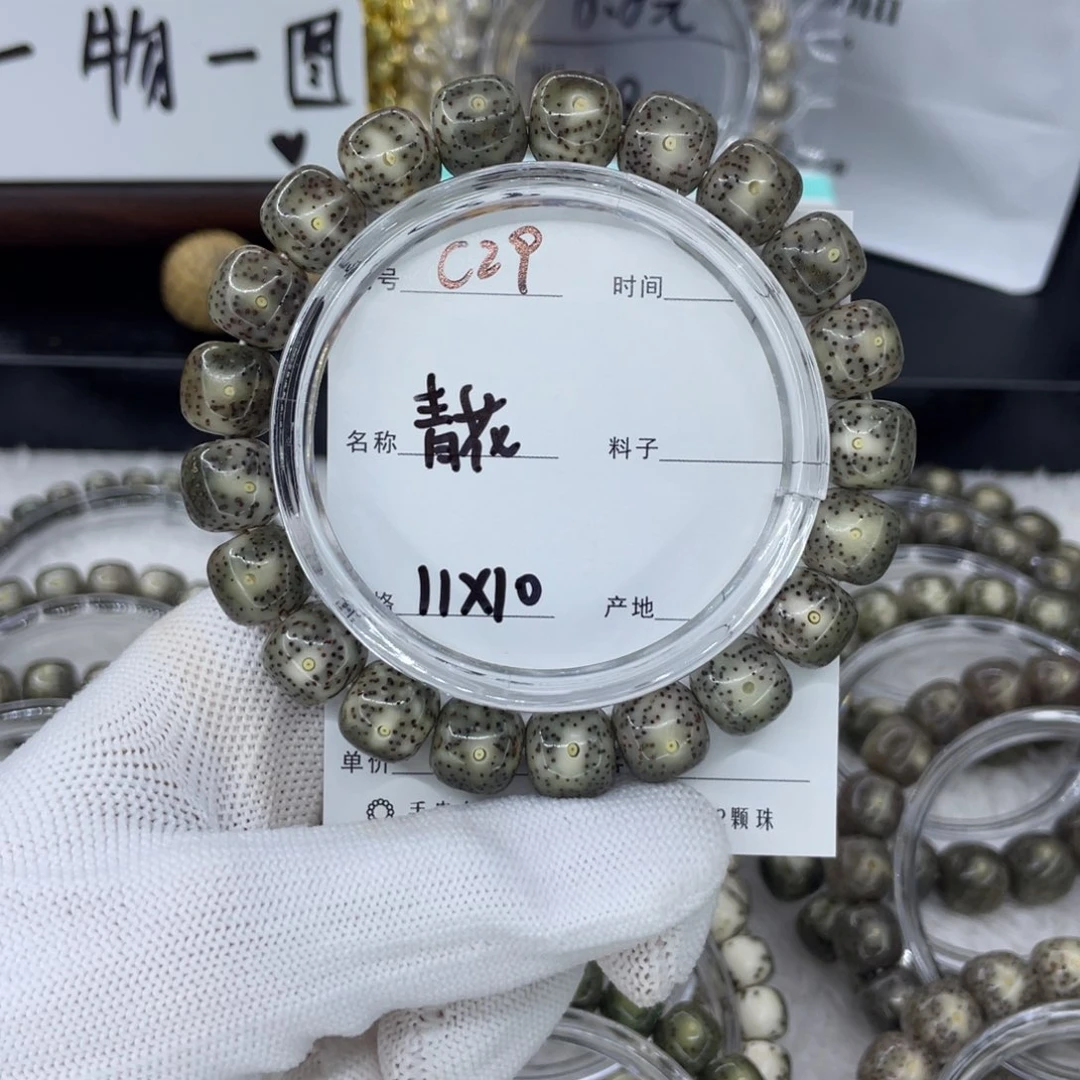 一物一图
号 C29 时间
名称 青花 料子
格 11X10 产地
单价
颗珠